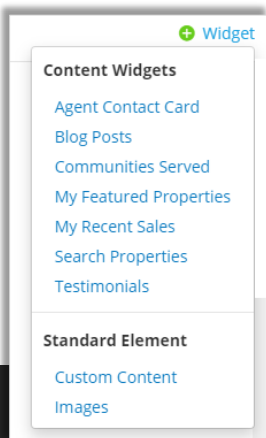 Widget
Content Widgets
Agent Contact Card
Blog Posts
Communities Served
My Featured Properties
My Recent Sales
Search Properties
Testimonials
Standard Element
Custom Content
Images